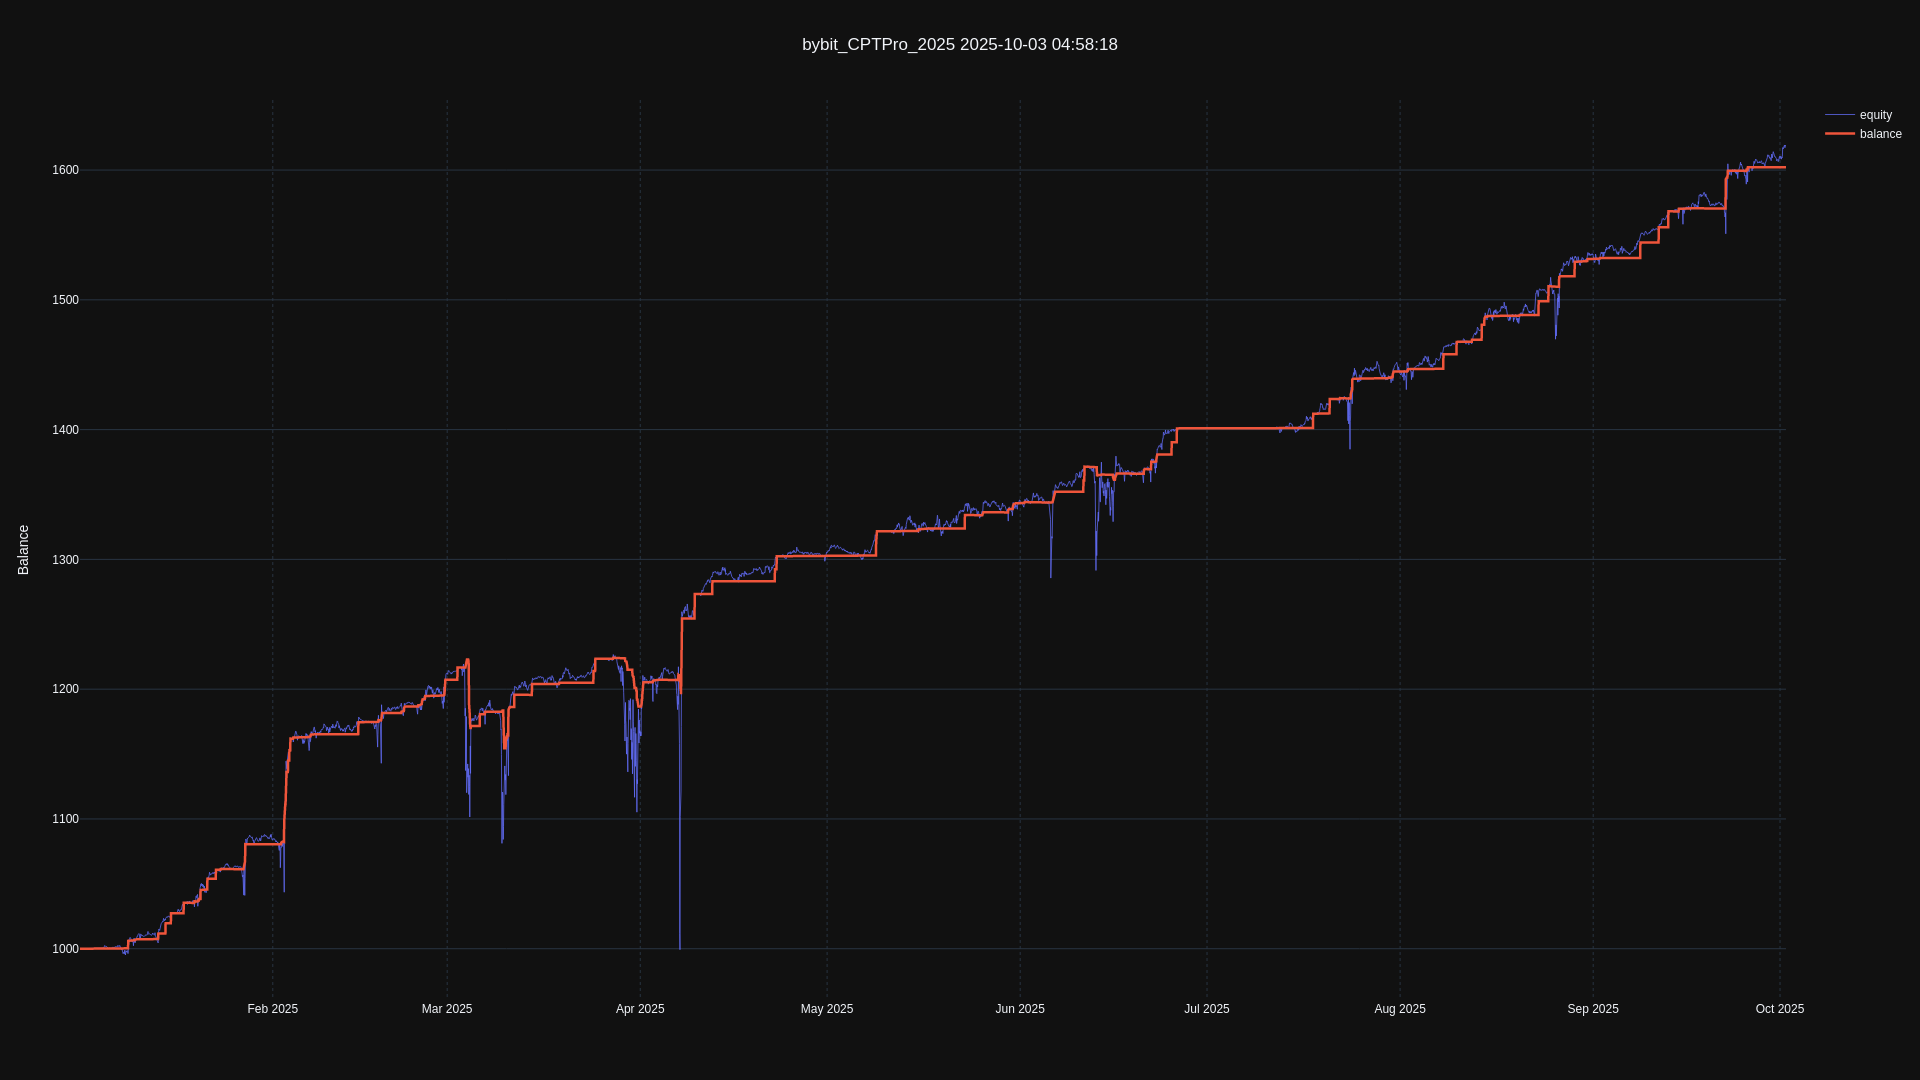 bybit_CPTPro_2025 2025-10-03 04:58:18
equity
balance
Balance
1600
1500
1400
1300
1200
1100
1000
Feb 2025
Mar 2025
Apr 2025
May 2025
Jun 2025
Jul 2025
Aug 2025
Sep 2025
Oct 2025